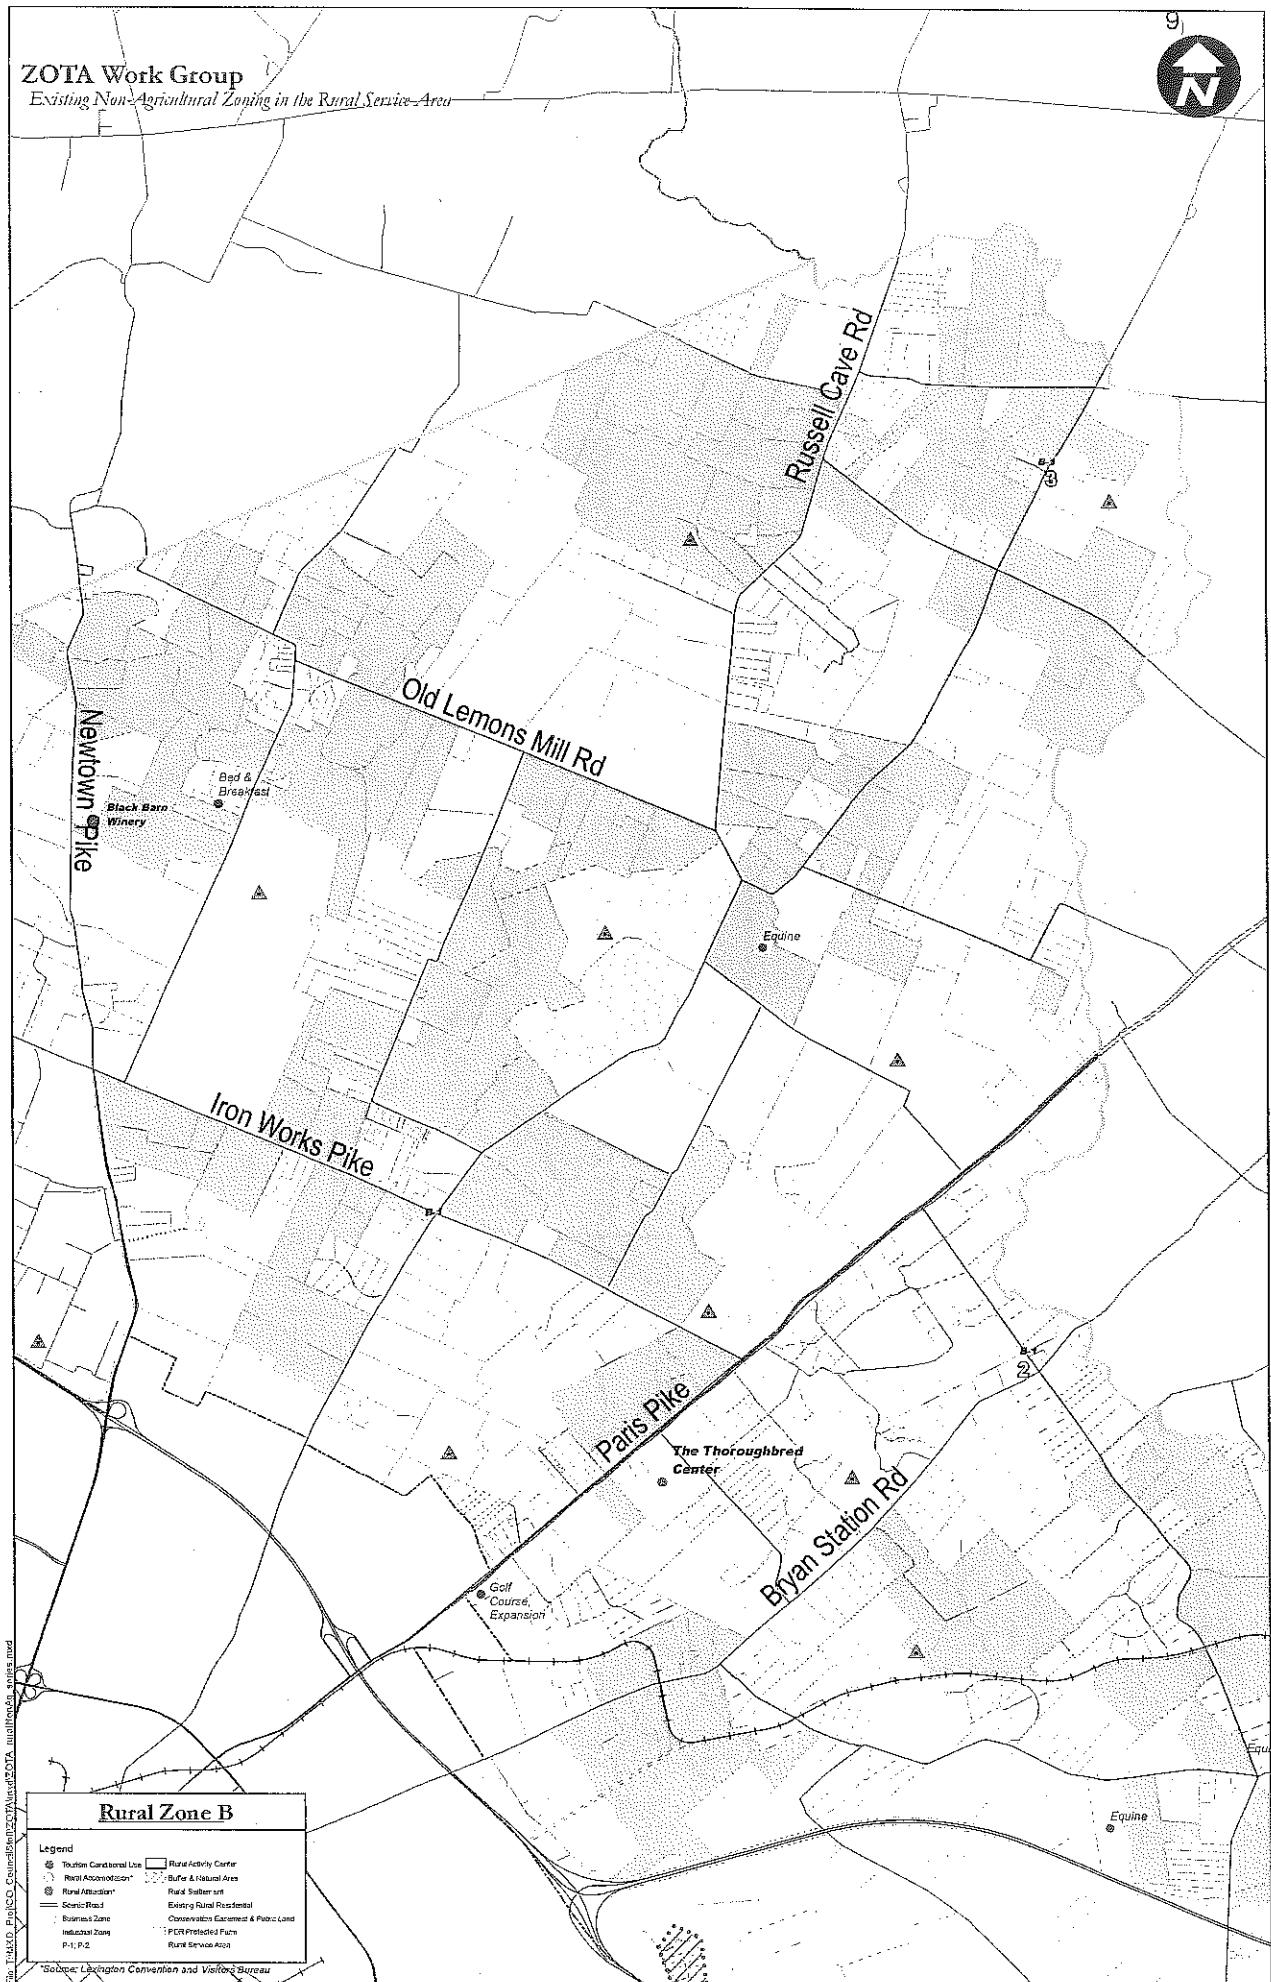 9
ZOTA Work Group
Existing Non-Agricultural Zoning in the Rural Service Area
N
Russell Cave Rd
B-1
3
Old Lemons Mill Rd
Newtown Pike
Bed &
Breakfast
Black Barn
Winery
Equine
Iron Works Pike
B-1
B-1
2
Paris Pike
The Thoroughbred
Center
Bryan Station Rd
Golf
Course,
Expansion
Equine
Rural Zone B
Legend
Tourism Conditional Use
Rural Accomodation*
Rural Attraction*
Scenic Road
Business Zone
Industrial Zone
P-1; P-2
Rural Activity Center
Buffer & Natural Area
Rural Settlement
Existing Rural Residential
Conservation Easement & Public Land
PDR Protected Farm
Rural Service Area
*Source: Lexington Convention and Visitors Bureau